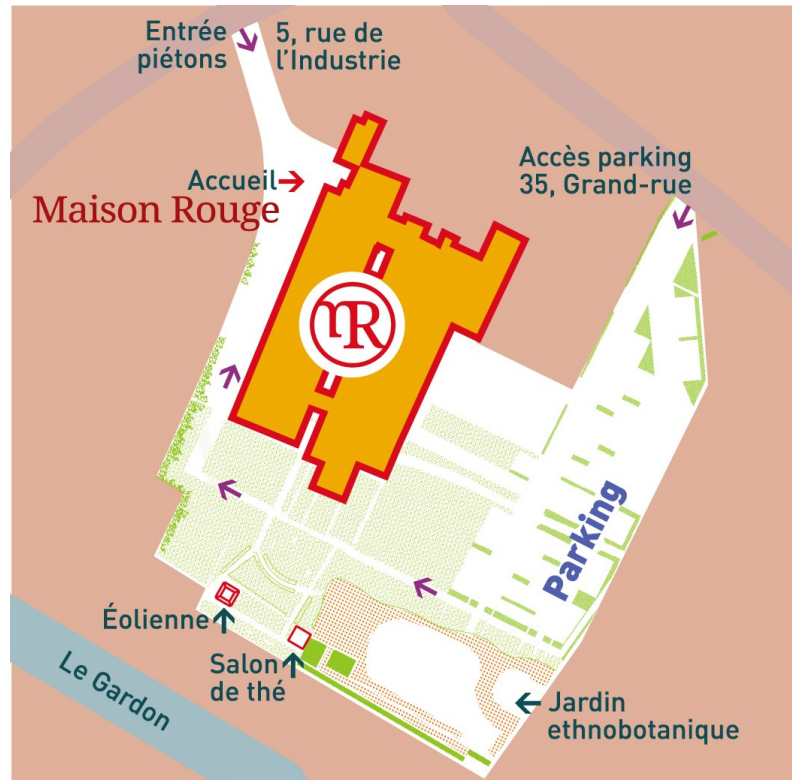 Entrée
piétons
5, rue de
l’Industrie
Accès parking
35, Grand-rue
Accueil
Maison Rouge
mR
Parking
Éolienne
Salon
de thé
Le Gardon
Jardin
ethnobotanique